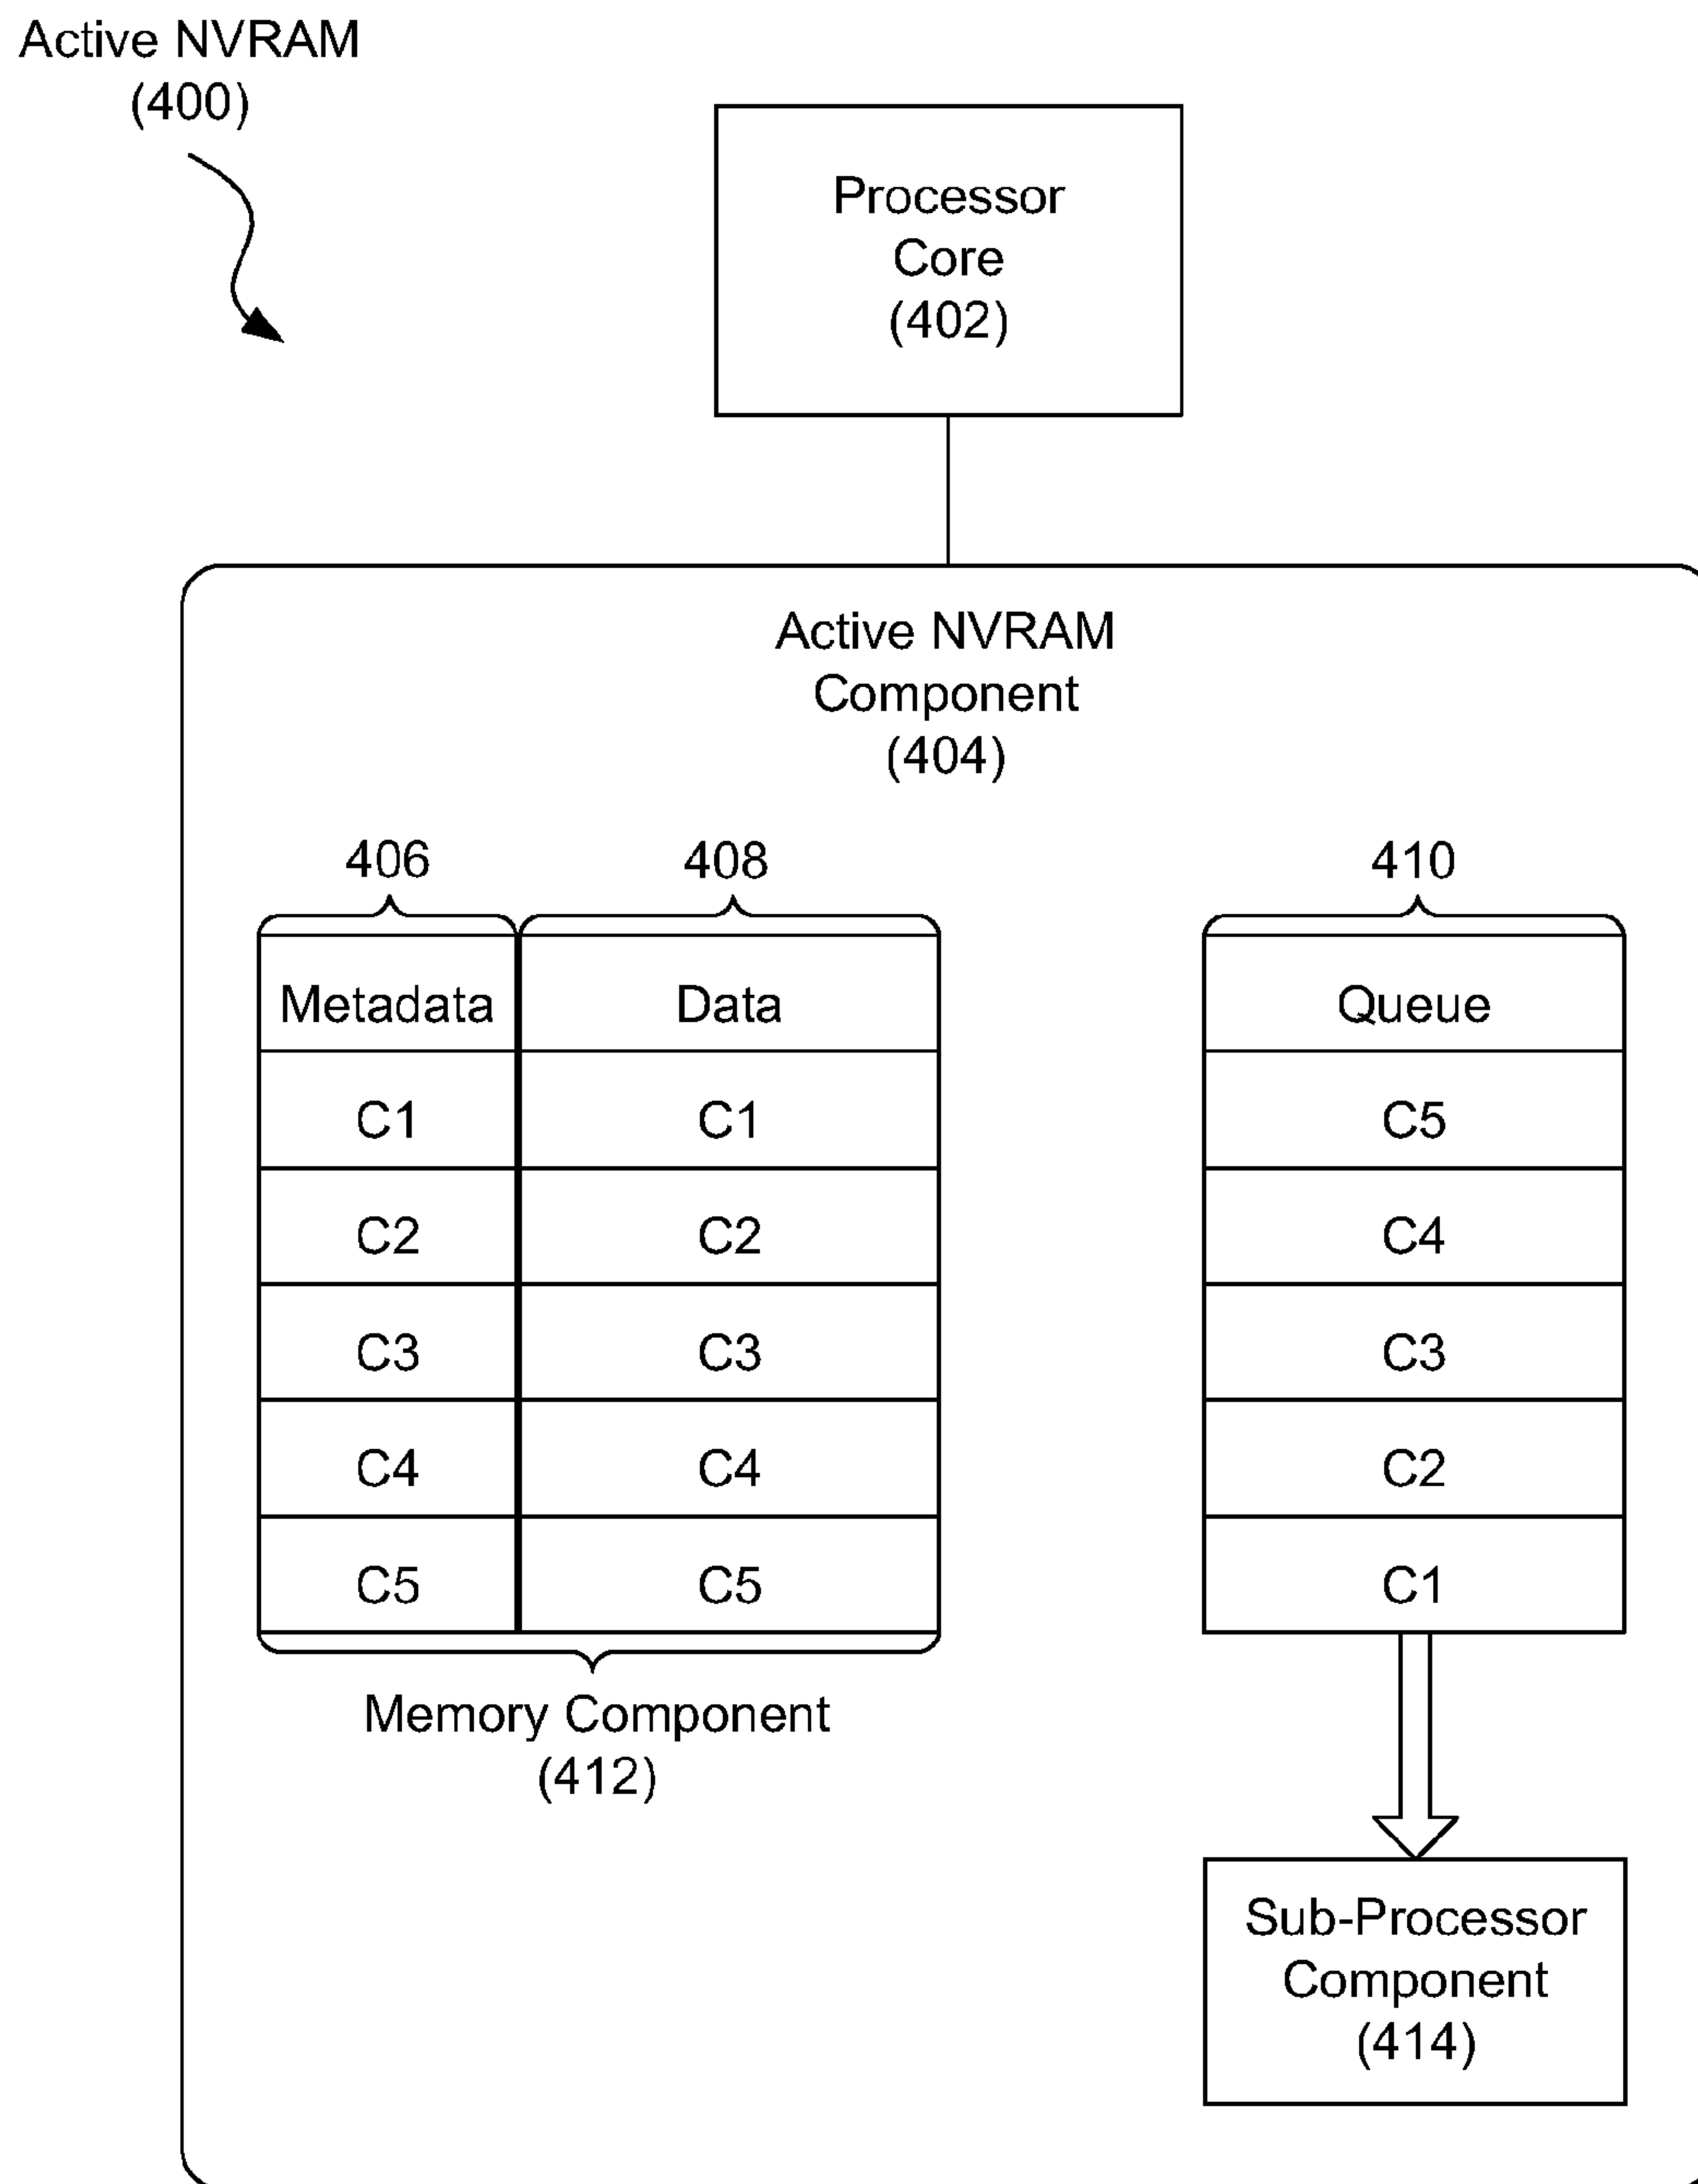 Active NVRAM
(400)
Processor
Core
(402)
Active NVRAM
Component
(404)
406 408 410
Metadata Data Queue
C1 C1 C5
C2 C2 C4
C3 C3 C3
C4 C4 C2
C5 C5 C1
Memory Component
(412)
Sub-Processor
Component
(414)